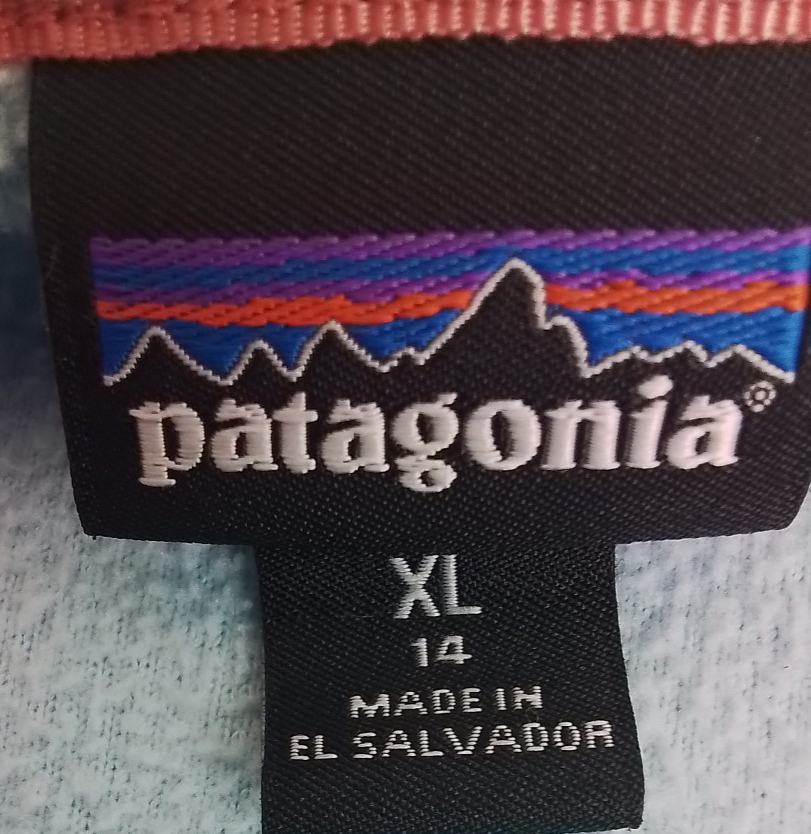 patagonia®
XL
14
MADE IN
EL SALVADOR